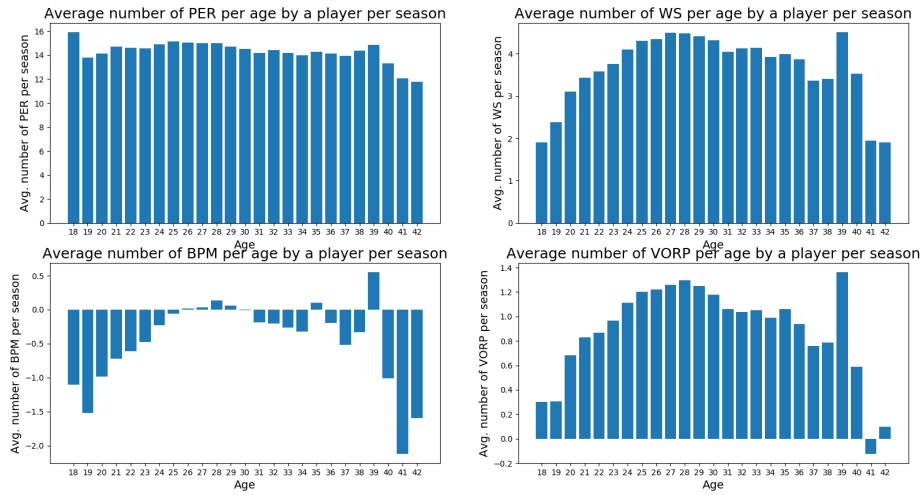 Average number of PER per age by a player per season
Avg. number of PER per season
16
14
12
10
8
6
4
2
0
18 19 20 21 22 23 24 25 26 27 28 29 30 31 32 33 34 35 36 37 38 39 40 41 42
Age
Average number of WS per age by a player per season
Avg. number of WS per season
4
3
2
1
0
18 19 20 21 22 23 24 25 26 27 28 29 30 31 32 33 34 35 36 37 38 39 40 41 42
Age
Average number of BPM per age by a player per season
Avg. number of BPM per season
0.5
0.0
−0.5
−1.0
−1.5
−2.0
18 19 20 21 22 23 24 25 26 27 28 29 30 31 32 33 34 35 36 37 38 39 40 41 42
Age
Average number of VORP per age by a player per season
Avg. number of VORP per season
1.4
1.2
1.0
0.8
0.6
0.4
0.2
0.0
−0.2
18 19 20 21 22 23 24 25 26 27 28 29 30 31 32 33 34 35 36 37 38 39 40 41 42
Age